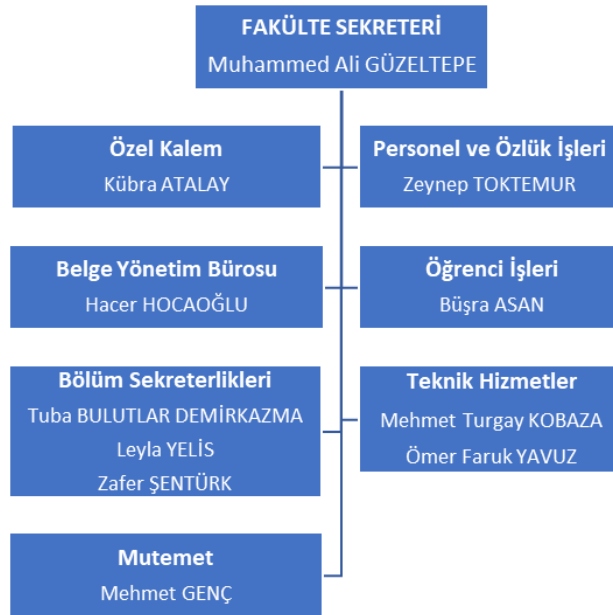 FAKÜLTE SEKRETERİ
Muhammed Ali GÜZELTEPE
Özel Kalem
Kübra ATALAY
Personel ve Özlük İşleri
Zeynep TOKTEMUR
Belge Yönetim Bürosu
Hacer HOCAOĞLU
Öğrenci İşleri
Büşra ASAN
Bölüm Sekreterlikleri
Tuba BULUTLAR DEMİRKAZMA
Leyla YELİS
Zafer ŞENTÜRK
Teknik Hizmetler
Mehmet Turgay KOBAZA
Ömer Faruk YAVUZ
Mutemet
Mehmet GENÇ